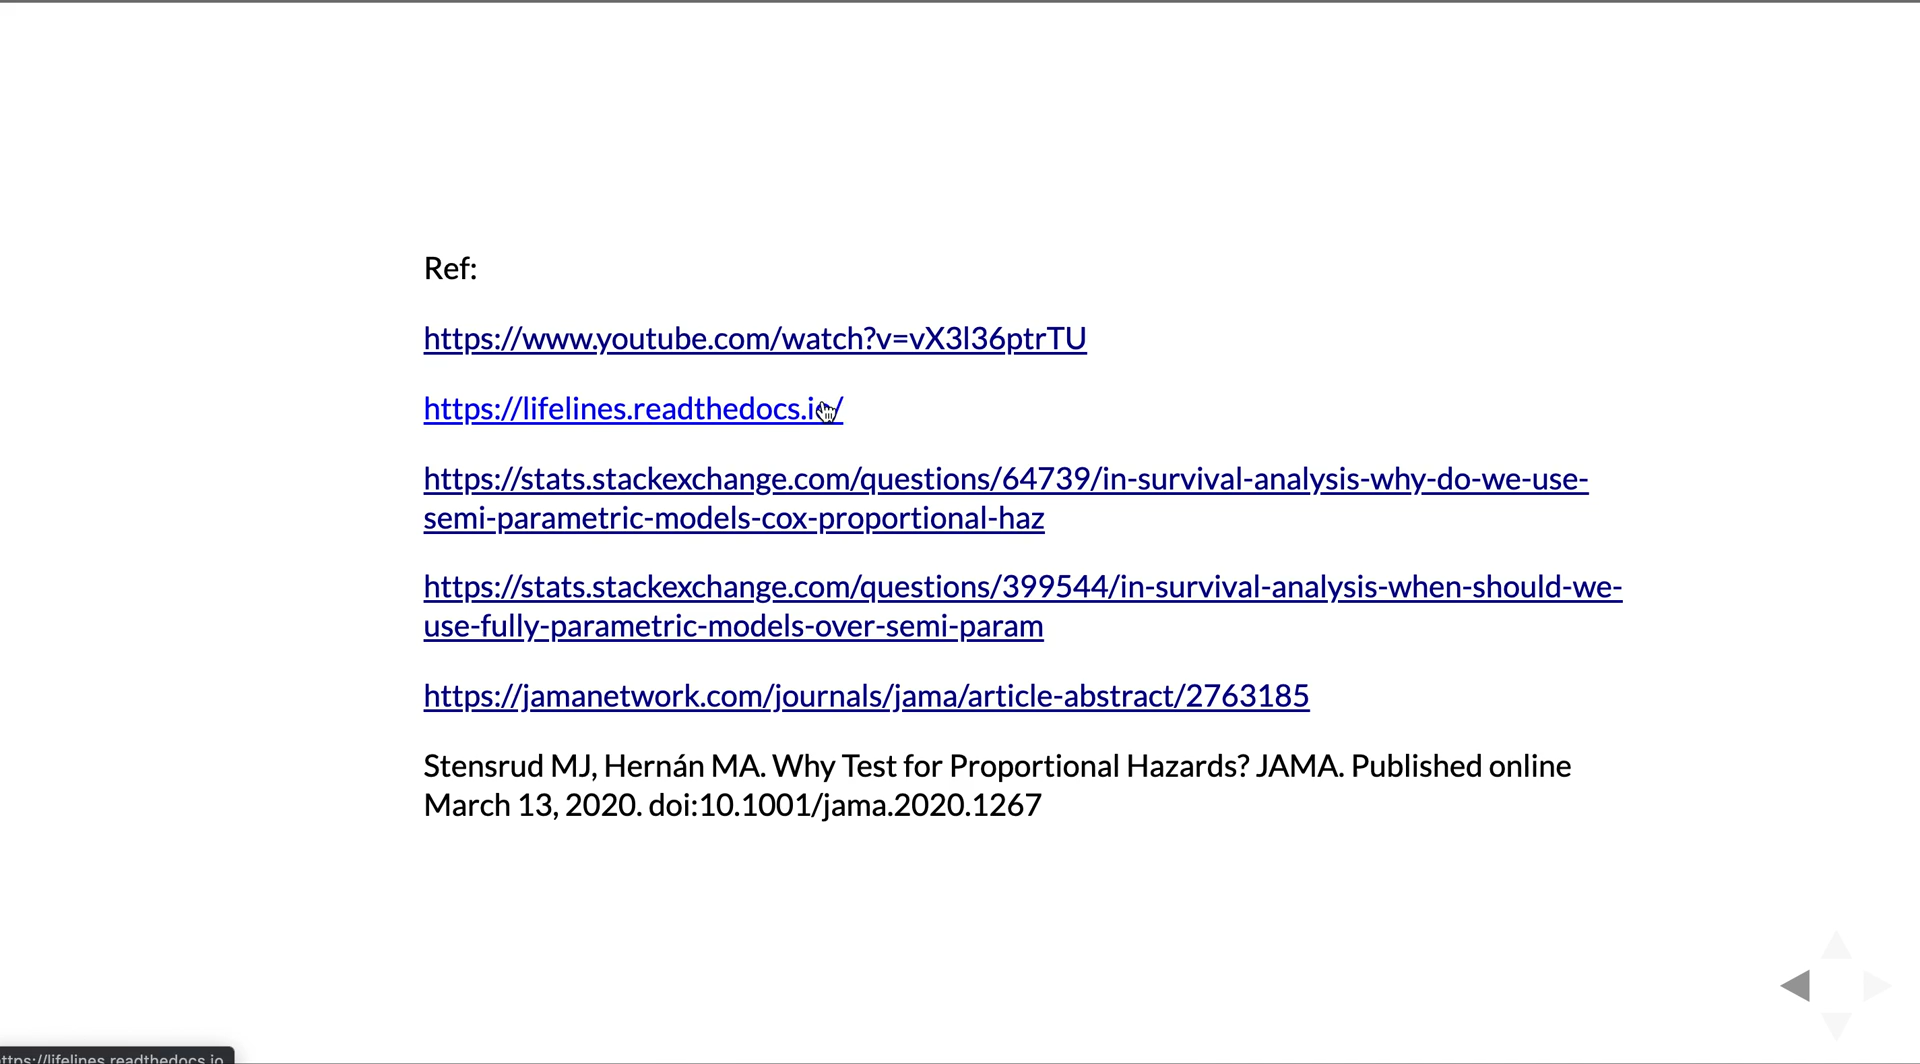 Ref:
https://www.youtube.com/watch?v=vX3l36ptrTU
https://lifelines.readthedocs.io/
https://stats.stackexchange.com/questions/64739/in-survival-analysis-why-do-we-use-
semi-parametric-models-cox-proportional-haz
https://stats.stackexchange.com/questions/399544/in-survival-analysis-when-should-we-
use-fully-parametric-models-over-semi-param
https://jamanetwork.com/journals/jama/article-abstract/2763185
Stensrud MJ, Hernán MA. Why Test for Proportional Hazards? JAMA. Published online
March 13, 2020. doi:10.1001/jama.2020.1267
https://lifelines.readthedocs.io